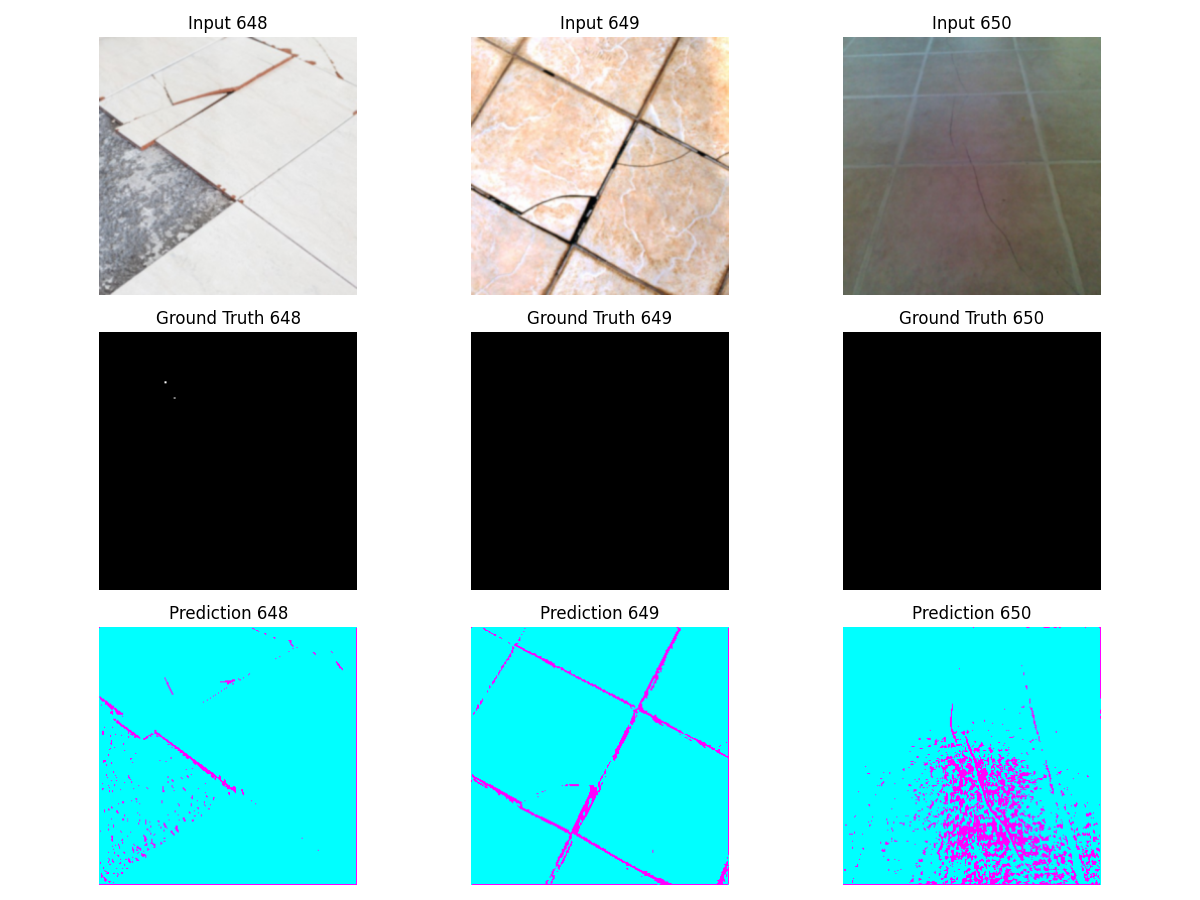 Input 648
Input 649
Input 650
Ground Truth 648
Ground Truth 649
Ground Truth 650
Prediction 648
Prediction 649
Prediction 650